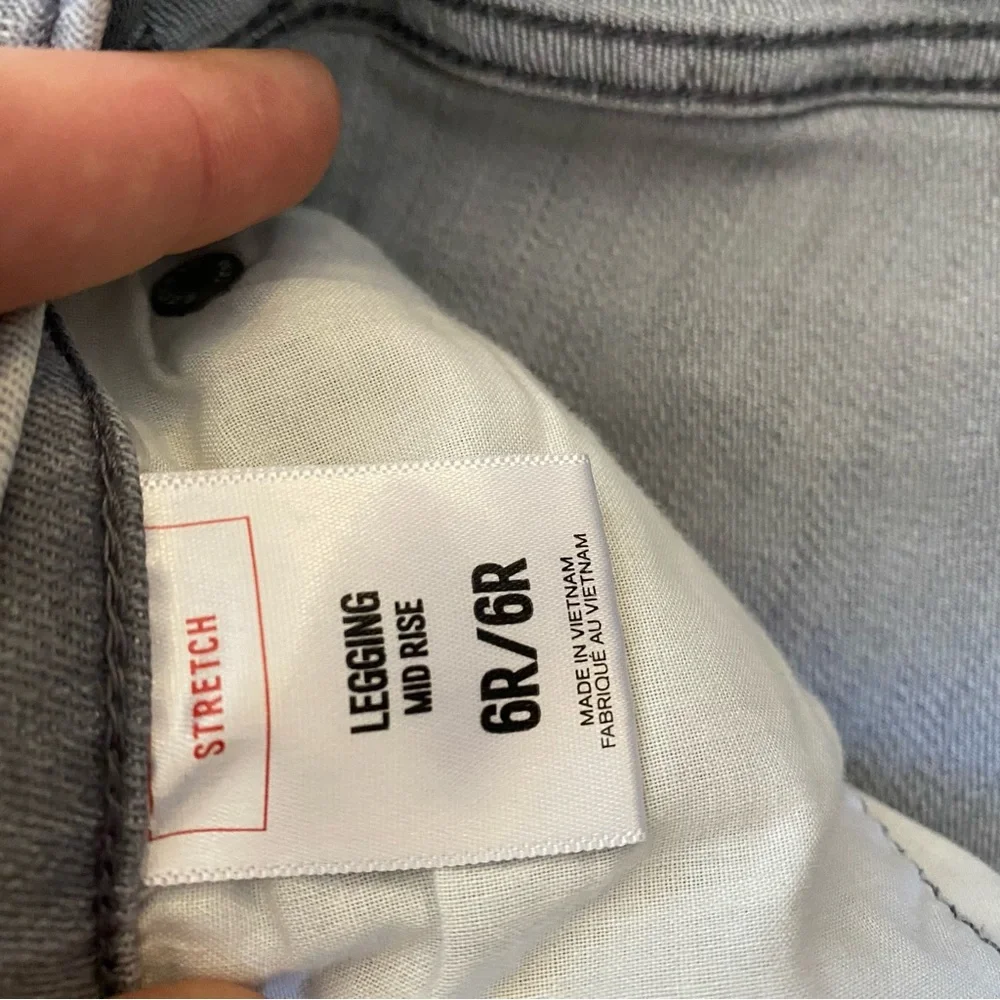 STRETCH
LEGGING
MID RISE
6R/6R
MADE IN VIETNAM
FABRIQUÉ AU VIETNAM